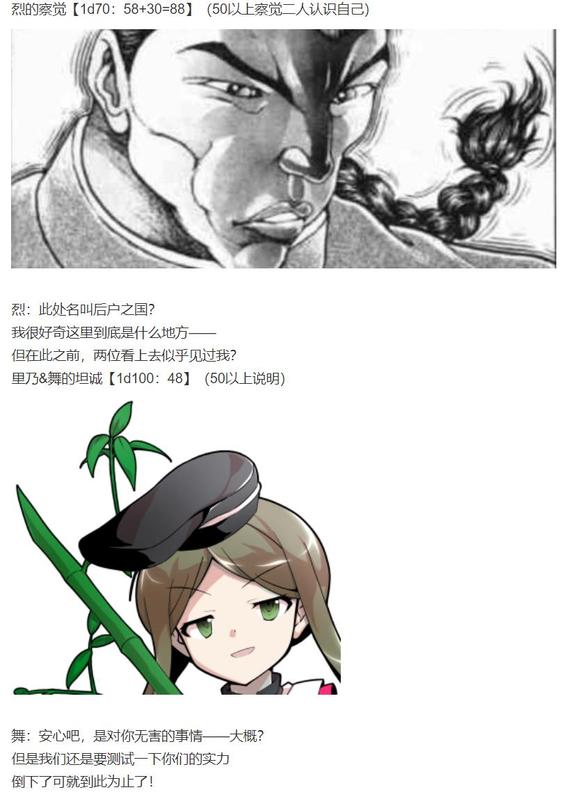 烈的察觉【1d70：58+30=88】（50以上察觉二人认识自己)
烈：此处名叫后户之国？
我很好奇这里到底是什么地方——
但在此之前，两位看上去似乎见过我？
里乃&舞的坦诚【1d100：48】（50以上说明）
舞：安心吧，是对你无害的事情——大概？
但是我们还是要测试一下你们的实力
倒下了可就到此为止了！